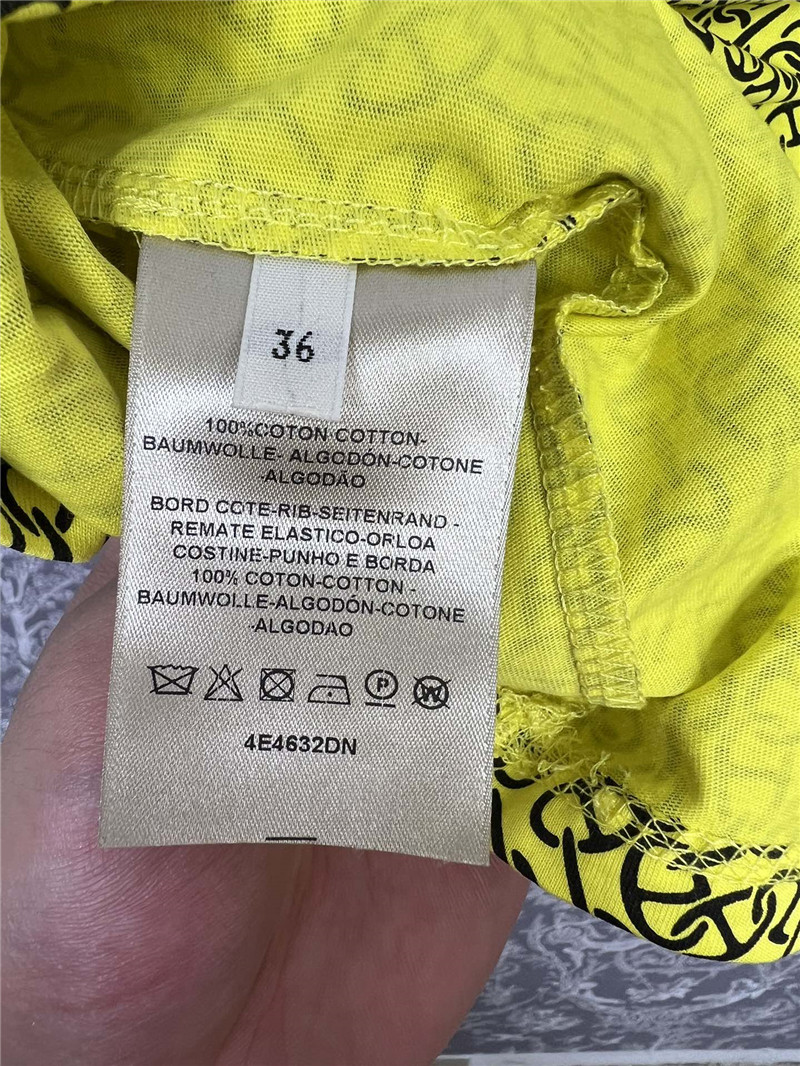 36
100%COTON COTTON-
BAUMWOLLE- ALGODÓN-COTONE
-ALGODÃO
BORD COTE-RIB-SEITENRAND -
REMATE ELÁSTICO-ORLOA
COSTINE-PUNHO E BORDA
100% COTON-COTTON -
BAUMWOLLE-ALGODÓN-COTONE
-ALGODAO
P W
4E4632DN